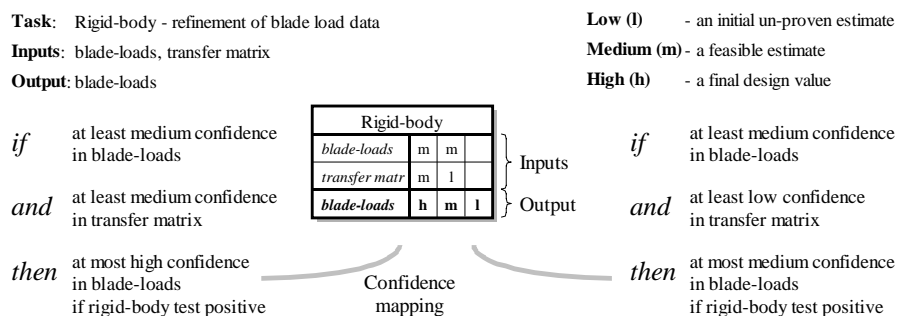 Task: Rigid-body - refinement of blade load data
Inputs: blade-loads, transfer matrix
Output: blade-loads
Low (l) - an initial un-proven estimate
Medium (m) - a feasible estimate
High (h) - a final design value
if at least medium confidence
in blade-loads
and at least medium confidence
in transfer matrix
then at most high confidence
in blade-loads
if rigid-body test positive
Rigid-body
blade-loads m m
transfer matr m l
Inputs
blade-loads h m l
Output
Confidence
mapping
if at least medium confidence
in blade-loads
and at least low confidence
in transfer matrix
then at most medium confidence
in blade-loads
if rigid-body test positive